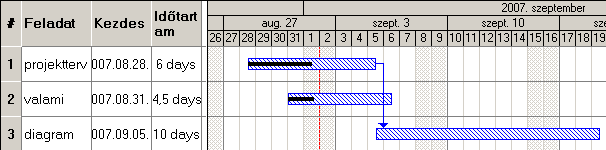 # Feladat Kezdes Időtart am
2007. szeptember
aug. 27 szept. 3 szept. 10 sze
26 27 28 29 30 31 1 2 3 4 5 6 7 8 9 10 11 12 13 14 15 16 17 18 19
1 projektterv 007.08.28. 6 days
2 valami 007.08.31. 4,5 days
3 diagram 007.09.05. 10 days